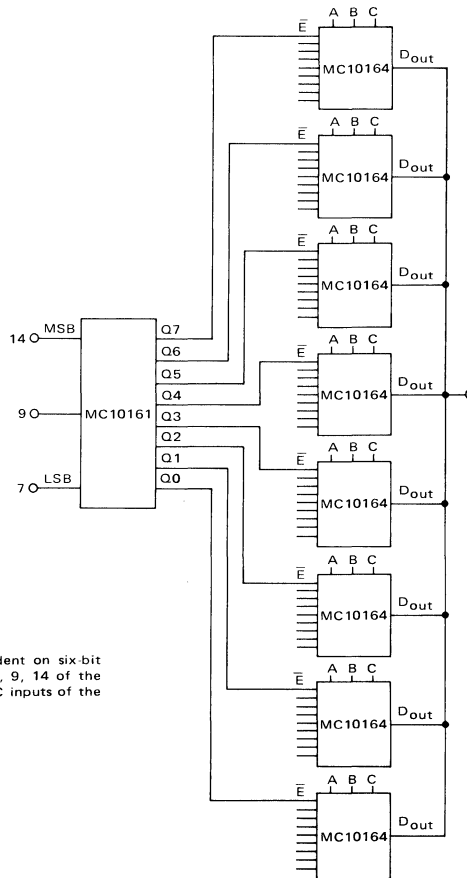 A B C
E̅
MC10164
Dout
A B C
E̅
MC10164
Dout
A B C
E̅
MC10164
Dout
14 MSB
Q7
Q6
Q5
Q4
9
MC10161
Q3
Q2
Q1
7 LSB
Q0
A B C
E̅
MC10164
Dout
A B C
E̅
MC10164
Dout
A B C
E̅
MC10164
Dout
dent on six-bit
, 9, 14 of the
C inputs of the
A B C
E̅
MC10164
Dout
A B C
E̅
MC10164
Dout